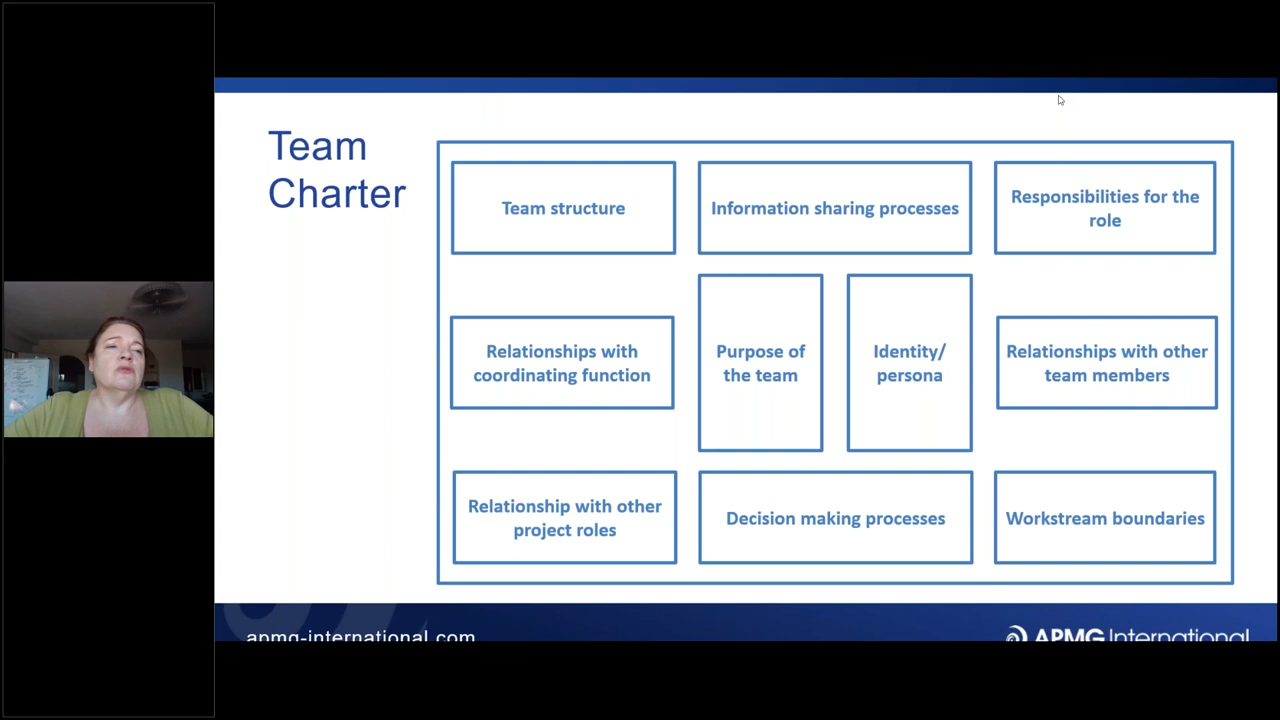 Team
Charter
Team structure
Information sharing processes
Responsibilities for the
role
Relationships with
coordinating function
Purpose of
the team
Identity/
persona
Relationships with other
team members
Relationship with other
project roles
Decision making processes
Workstream boundaries
apmg-international.com
APMG International